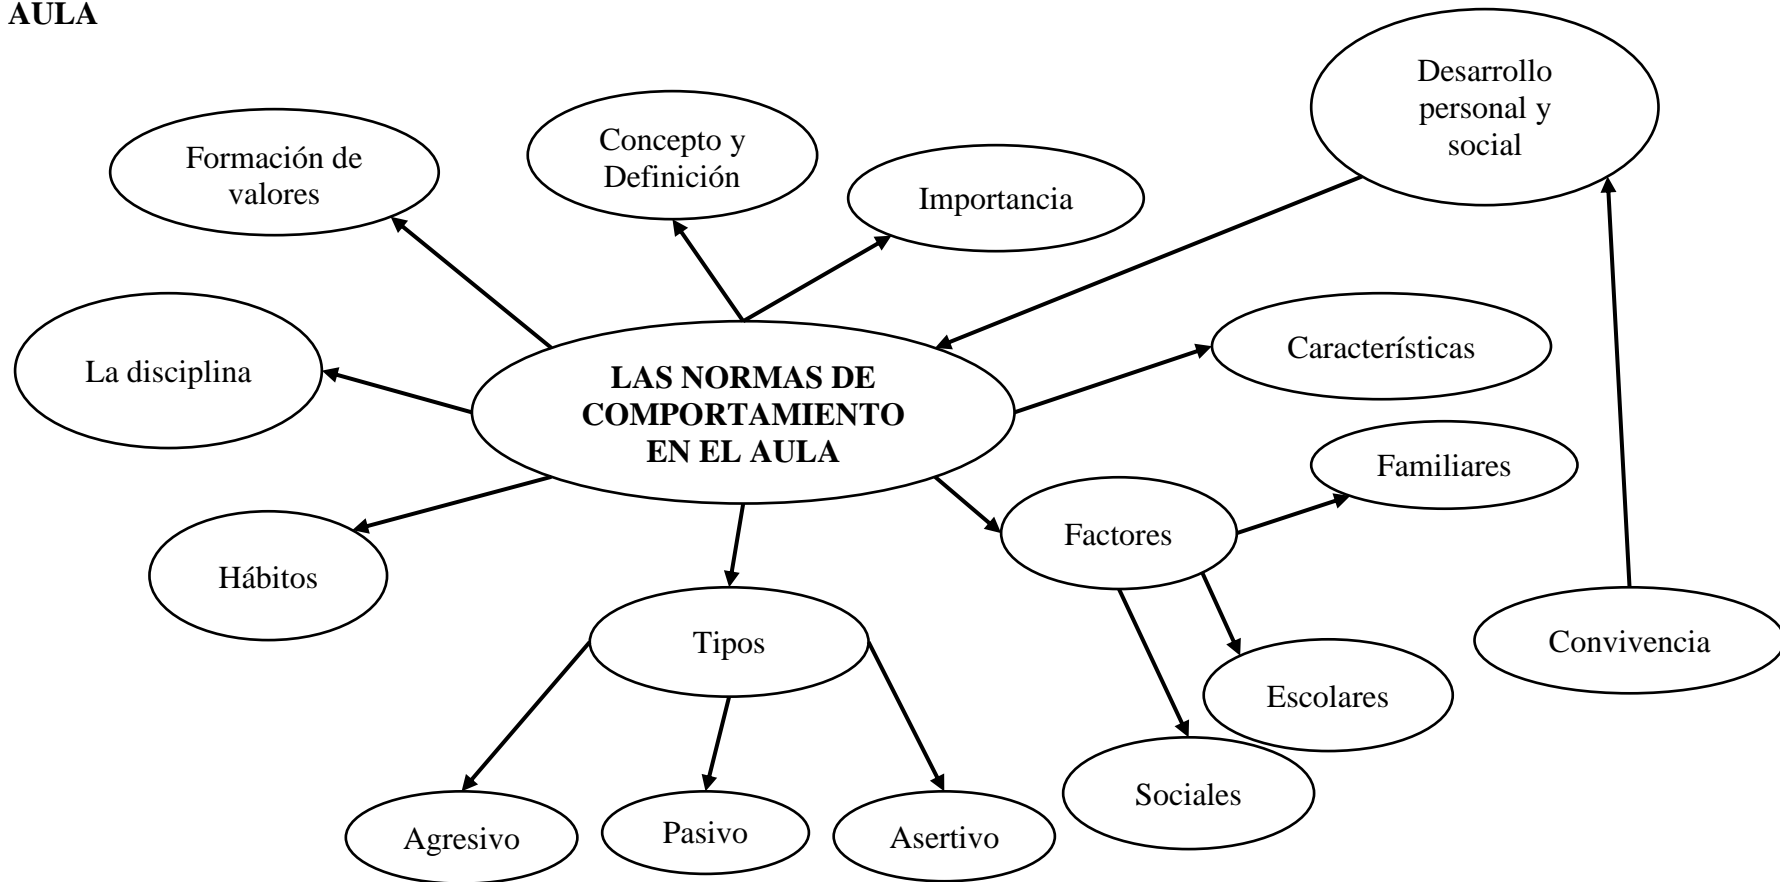 AULA
Desarrollo
personal y
social
Concepto y
Definición
Formación de
valores
Importancia
Características
La disciplina
LAS NORMAS DE
COMPORTAMIENTO
EN EL AULA
Familiares
Factores
Hábitos
Tipos
Convivencia
Escolares
Sociales
Agresivo
Pasivo
Asertivo